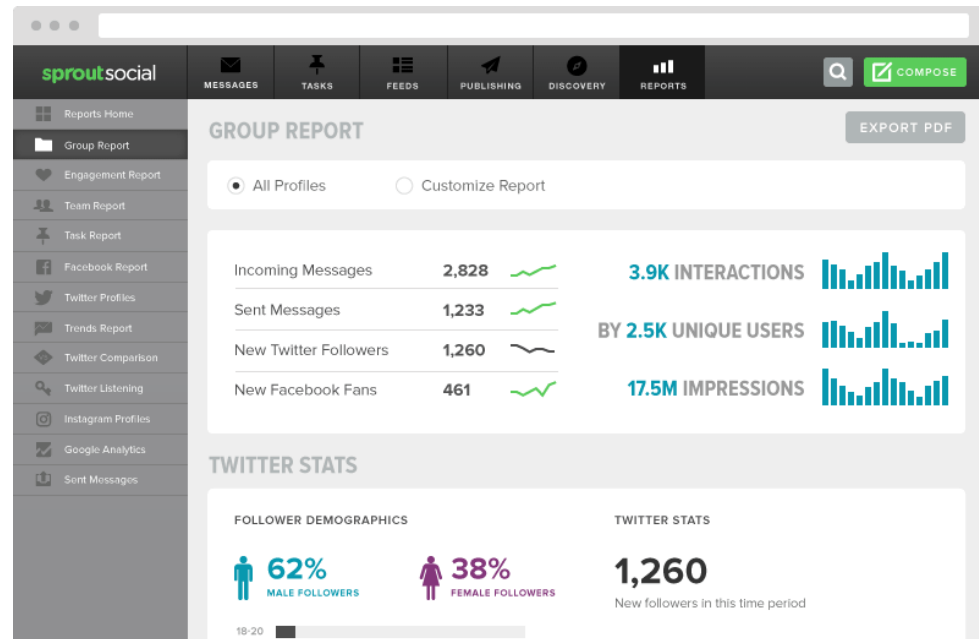 sproutsocial
MESSAGES
TASKS
FEEDS
PUBLISHING
DISCOVERY
REPORTS
COMPOSE
Reports Home
Group Report
Engagement Report
Team Report
Task Report
Facebook Report
Twitter Profiles
Trends Report
Twitter Comparison
Twitter Listening
Instagram Profiles
Google Analytics
Sent Messages
GROUP REPORT
EXPORT PDF
All Profiles
Customize Report
Incoming Messages 2,828
Sent Messages 1,233
New Twitter Followers 1,260
New Facebook Fans 461
3.9K INTERACTIONS
BY 2.5K UNIQUE USERS
17.5M IMPRESSIONS
TWITTER STATS
FOLLOWER DEMOGRAPHICS
62%
MALE FOLLOWERS
38%
FEMALE FOLLOWERS
18-20
TWITTER STATS
1,260
New followers in this time period